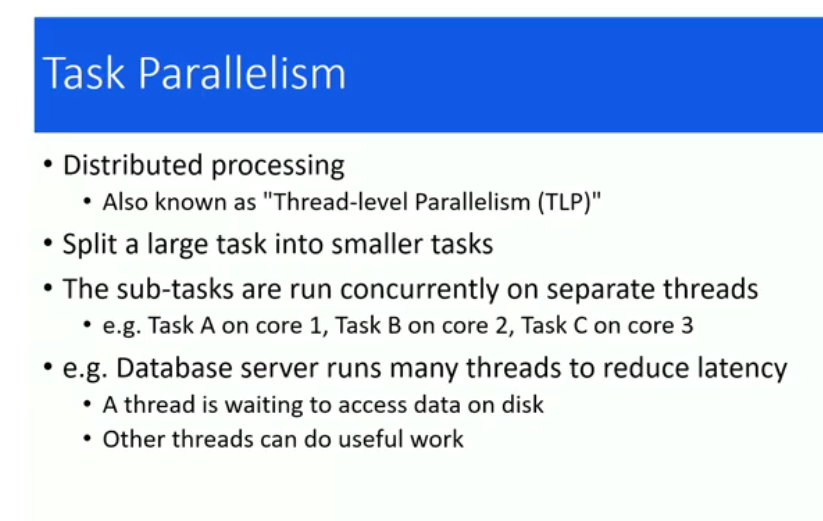 Task Parallelism
• Distributed processing
• Also known as "Thread-level Parallelism (TLP)"
• Split a large task into smaller tasks
• The sub-tasks are run concurrently on separate threads
• e.g. Task A on core 1, Task B on core 2, Task C on core 3
• e.g. Database server runs many threads to reduce latency
• A thread is waiting to access data on disk
• Other threads can do useful work